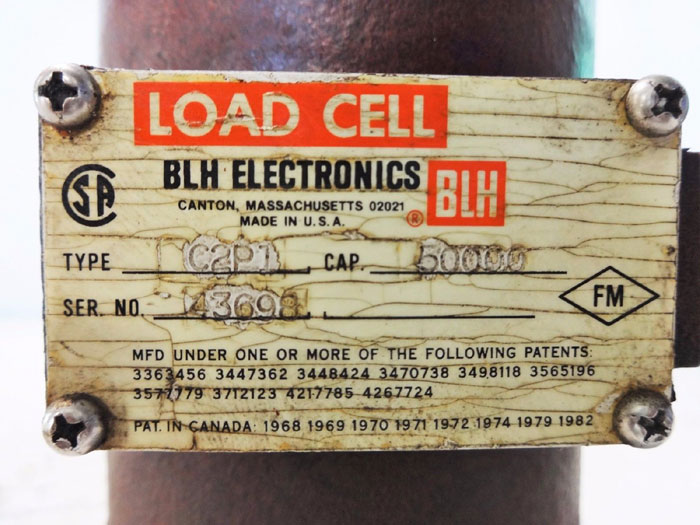 LOAD CELL
BLH ELECTRONICS BLH
CANTON, MASSACHUSETTS 02021
MADE IN U.S.A. ®
SA
TYPE C2P1 CAP. 50000
SER. NO. 43698
FM
MFD UNDER ONE OR MORE OF THE FOLLOWING PATENTS:
3363456 3447362 3448424 3470738 3498118 3565196
3577779 3712123 4217785 4267724
PAT. IN CANADA: 1968 1969 1970 1971 1972 1974 1979 1982